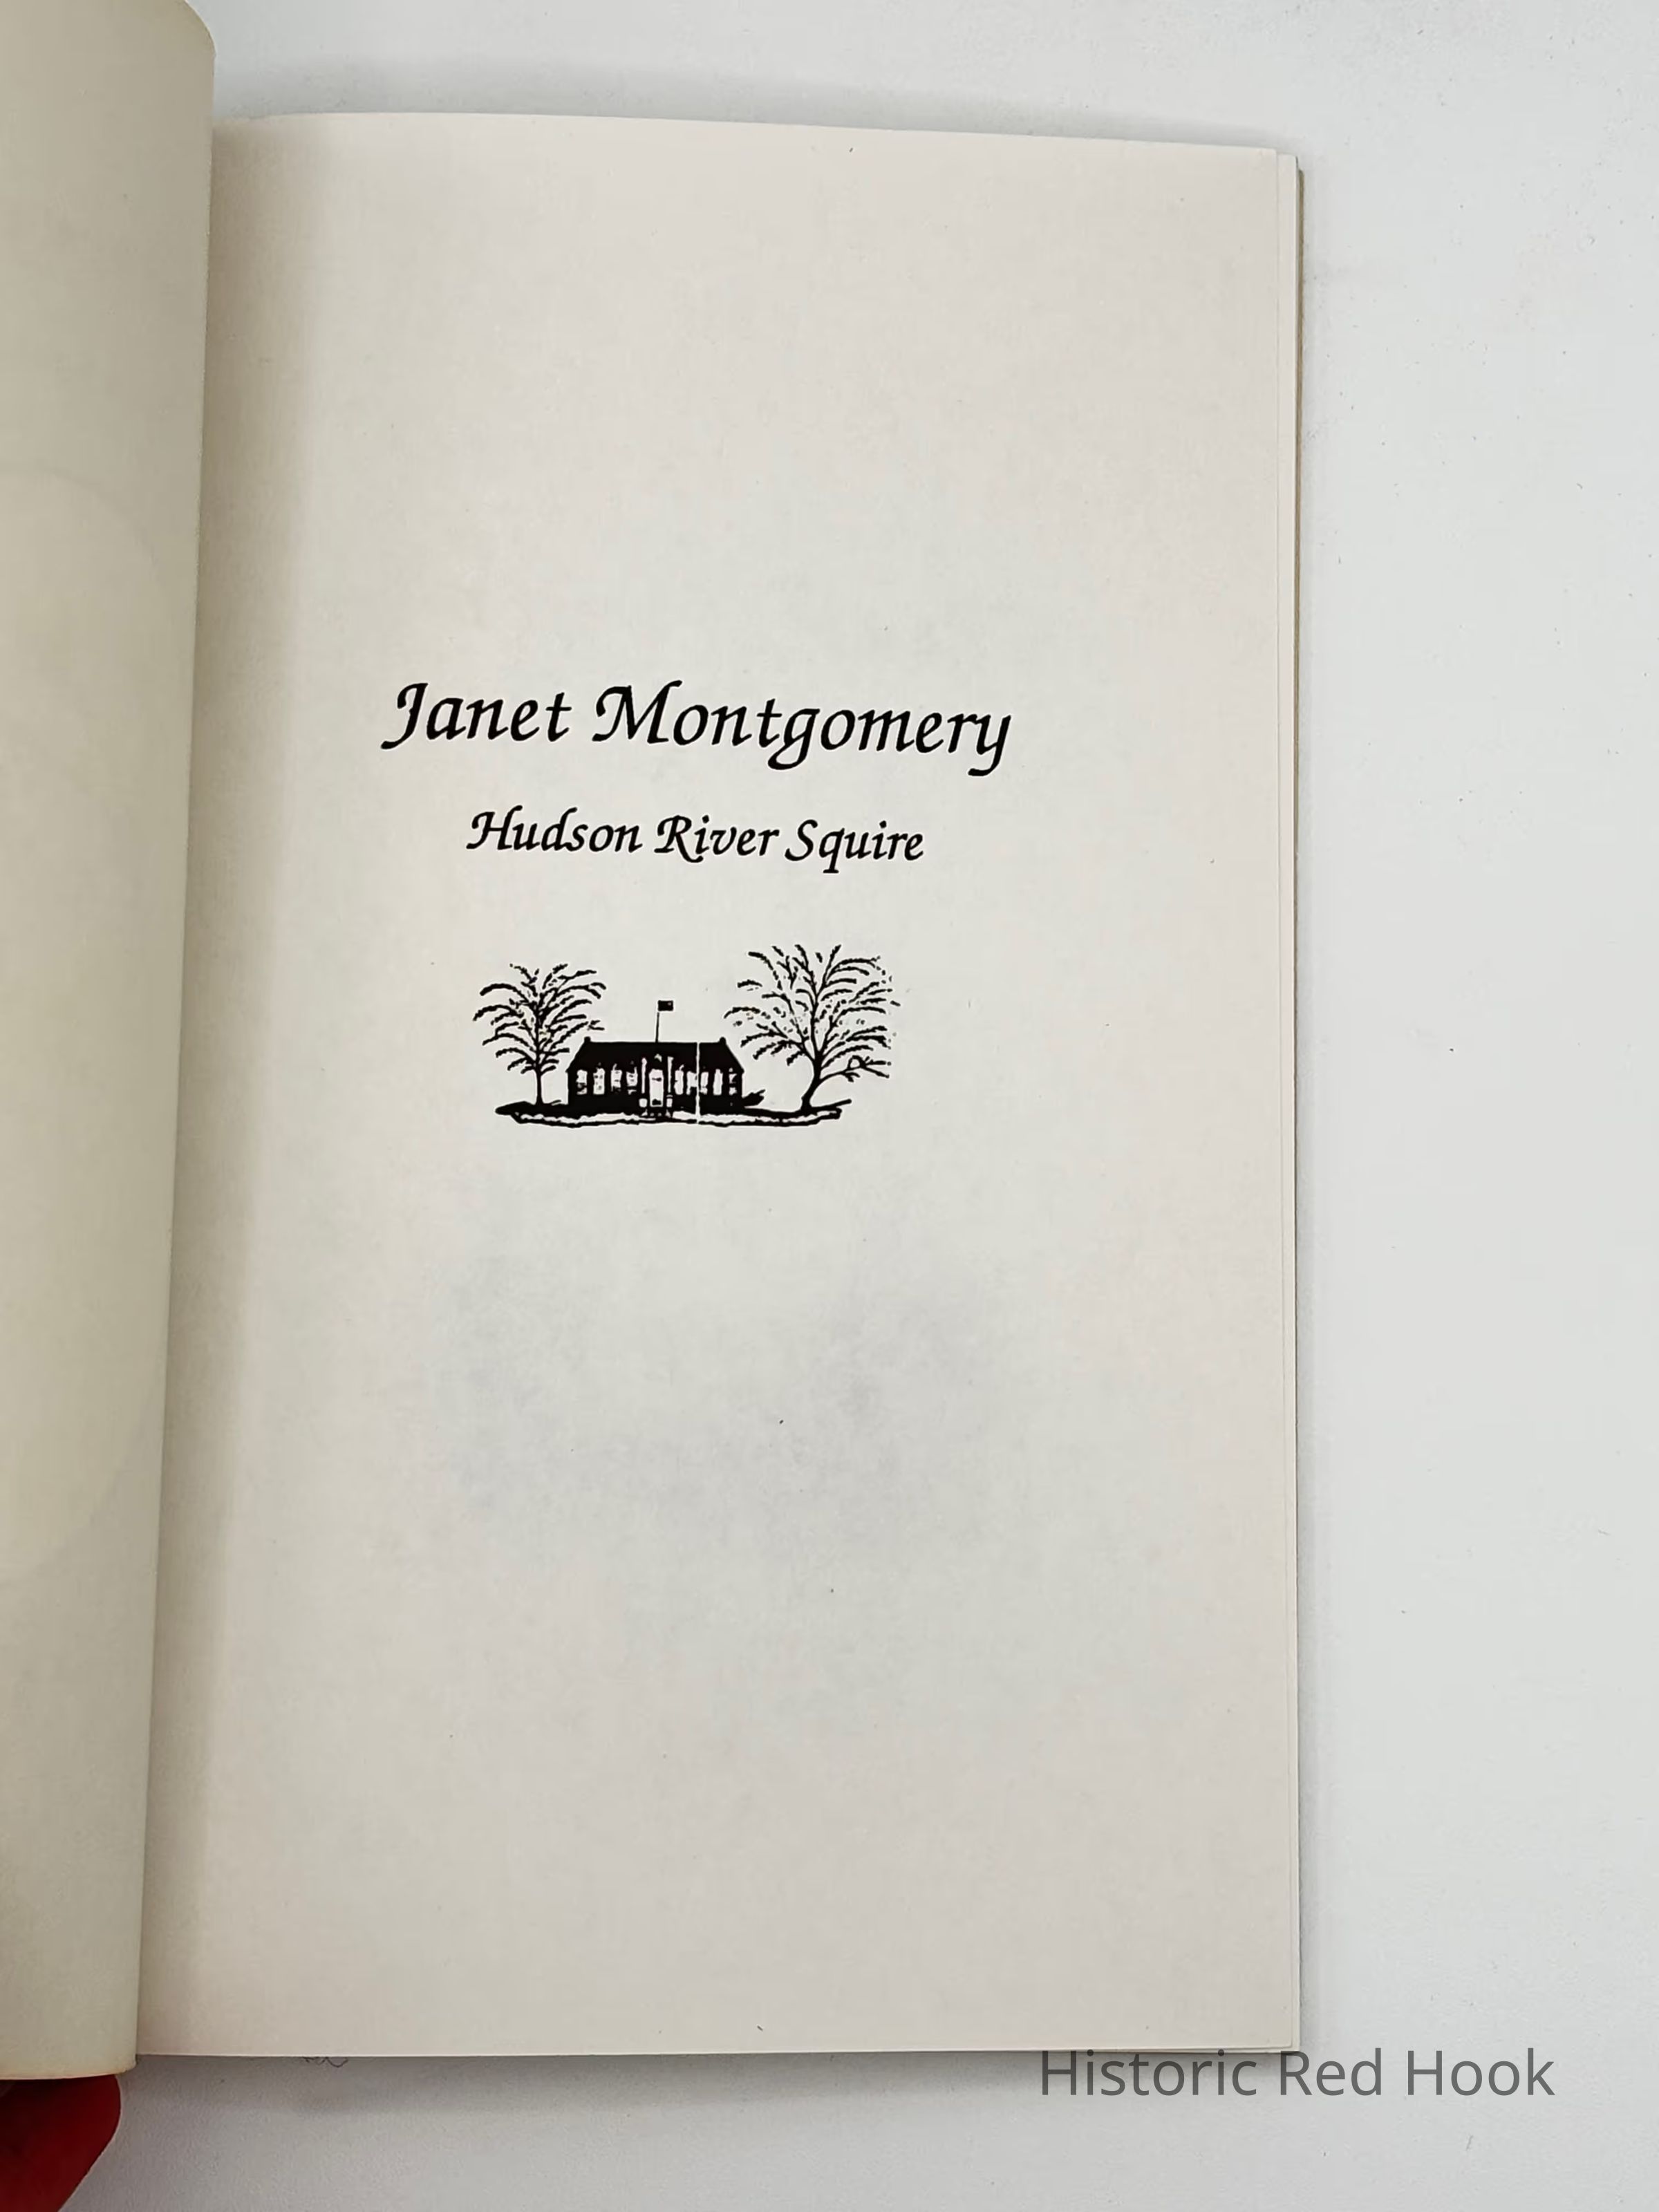 Janet Montgomery
Hudson River Squire
Historic Red Hook